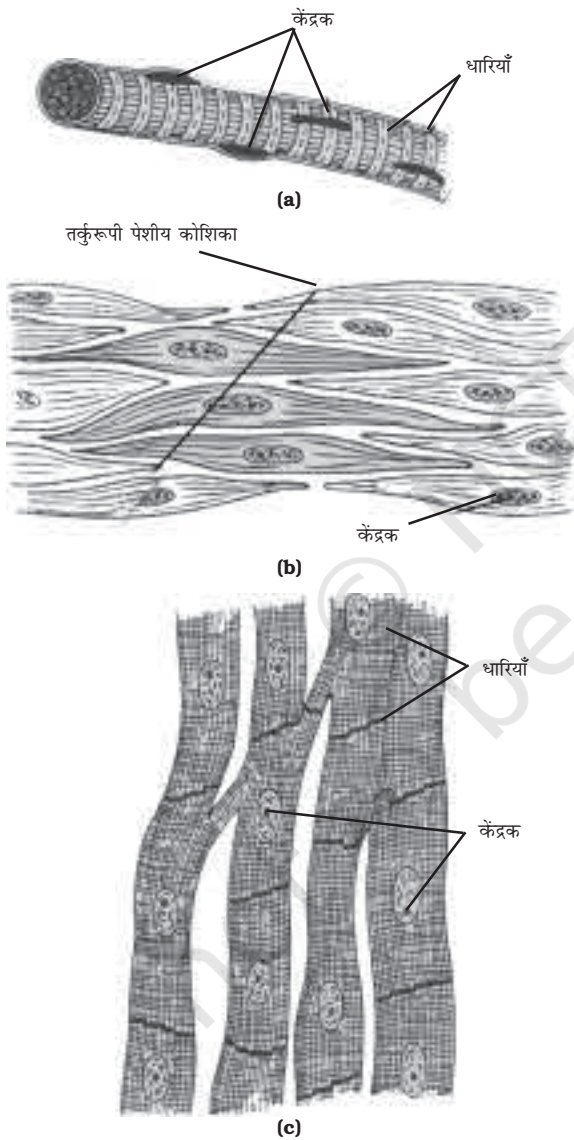 केंद्रक
धारियाँ
(a)
तर्कुरूपी पेशीय कोशिका
केंद्रक
(b)
धारियाँ
केंद्रक
(c)